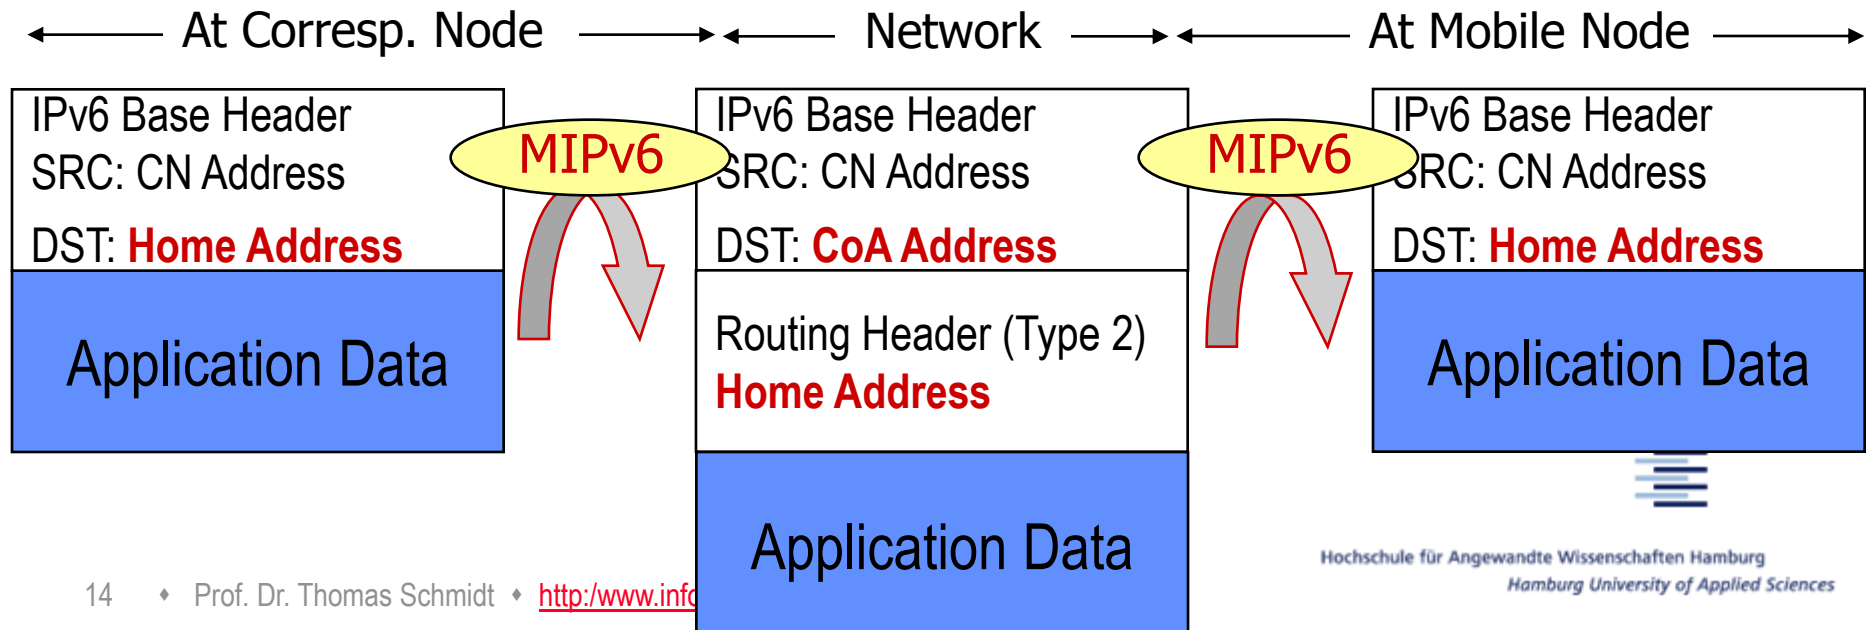 At Corresp. Node
Network
At Mobile Node
IPv6 Base Header
SRC: CN Address
DST: Home Address
Application Data
MIPv6
IPv6 Base Header
SRC: CN Address
DST: CoA Address
Routing Header (Type 2)
Home Address
Application Data
MIPv6
IPv6 Base Header
SRC: CN Address
DST: Home Address
Application Data
Hochschule für Angewandte Wissenschaften Hamburg
Hamburg University of Applied Sciences
14 ♦ Prof. Dr. Thomas Schmidt ♦ http:/www.info